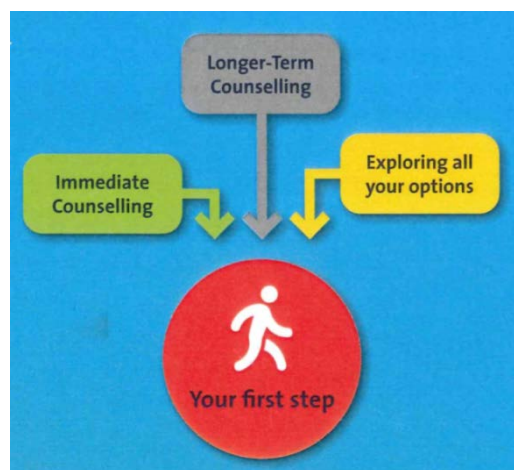 Longer-Term
Counselling
Immediate
Counselling
Exploring all
your options
Your first step